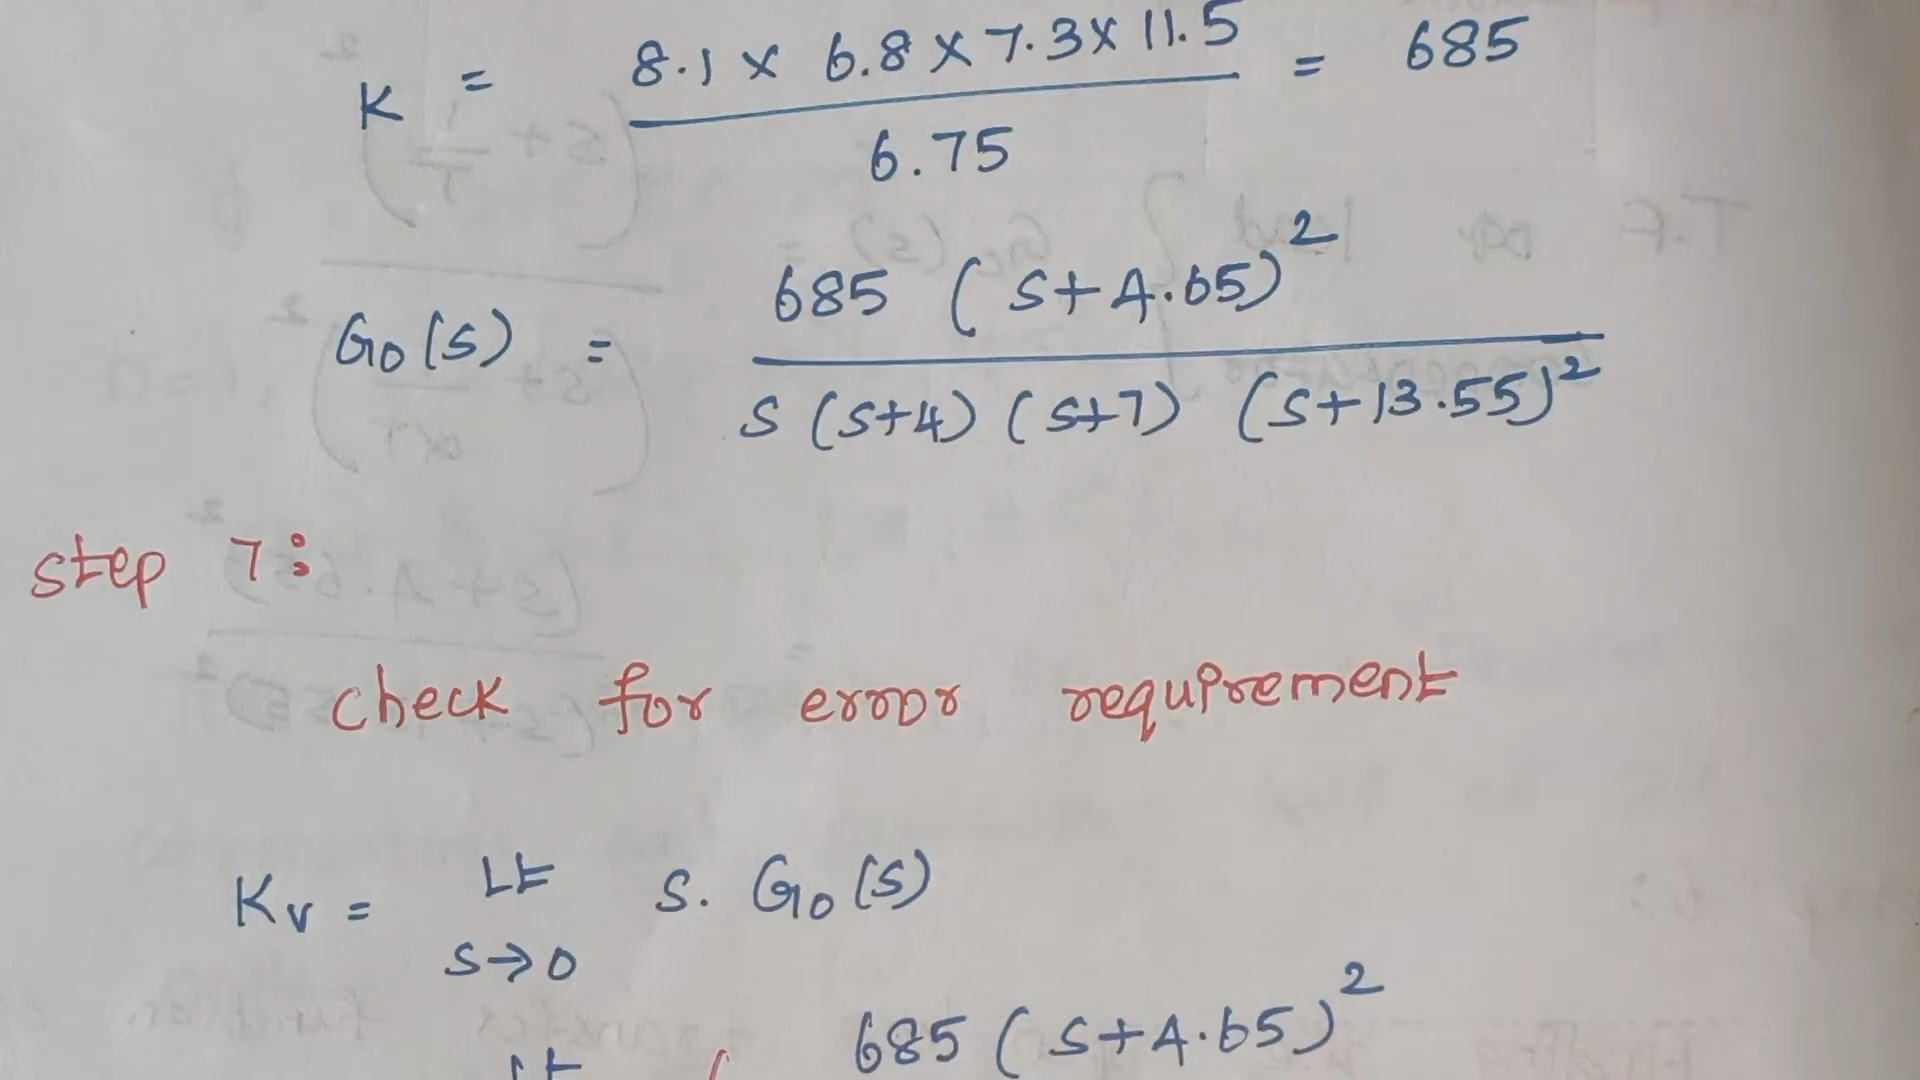 K = 8.1 x 6.8 x 7.3 x 11.5 / 6.75 = 685
G0(s) = 685 (s+4.65)² / s(s+4)(s+7)(s+13.55)²
step 7:
check for error requirement
Kv = Lt s→0 s. G0(s)
Lt ( 685 (s+4.65)²